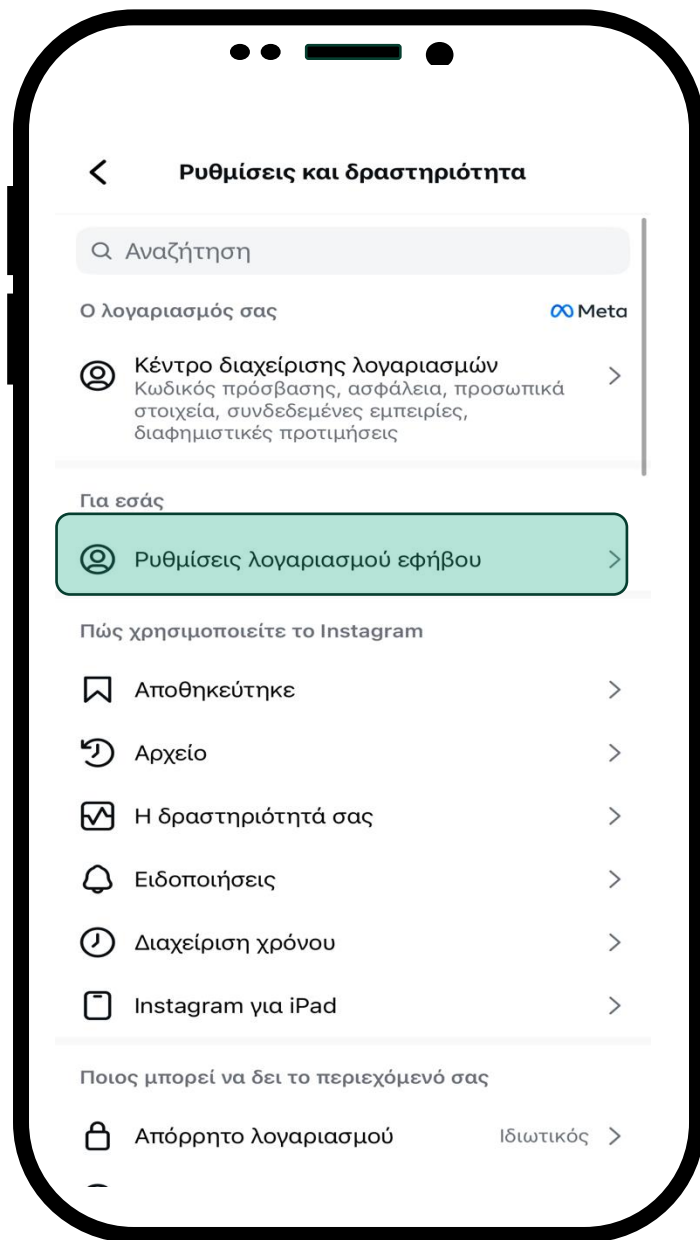 Ρυθμίσεις και δραστηριότητα
Αναζήτηση
Ο λογαριασμός σας
Meta
Κέντρο διαχείρισης λογαριασμών
Κωδικός πρόσβασης, ασφάλεια, προσωπικά
στοιχεία, συνδεδεμένες εμπειρίες,
διαφημιστικές προτιμήσεις
Για εσάς
Ρυθμίσεις λογαριασμού εφήβου
Πώς χρησιμοποιείτε το Instagram
Αποθηκεύτηκε
Αρχείο
Η δραστηριότητά σας
Ειδοποιήσεις
Διαχείριση χρόνου
Instagram για iPad
Ποιος μπορεί να δει το περιεχόμενό σας
Απόρρητο λογαριασμού Ιδιωτικός